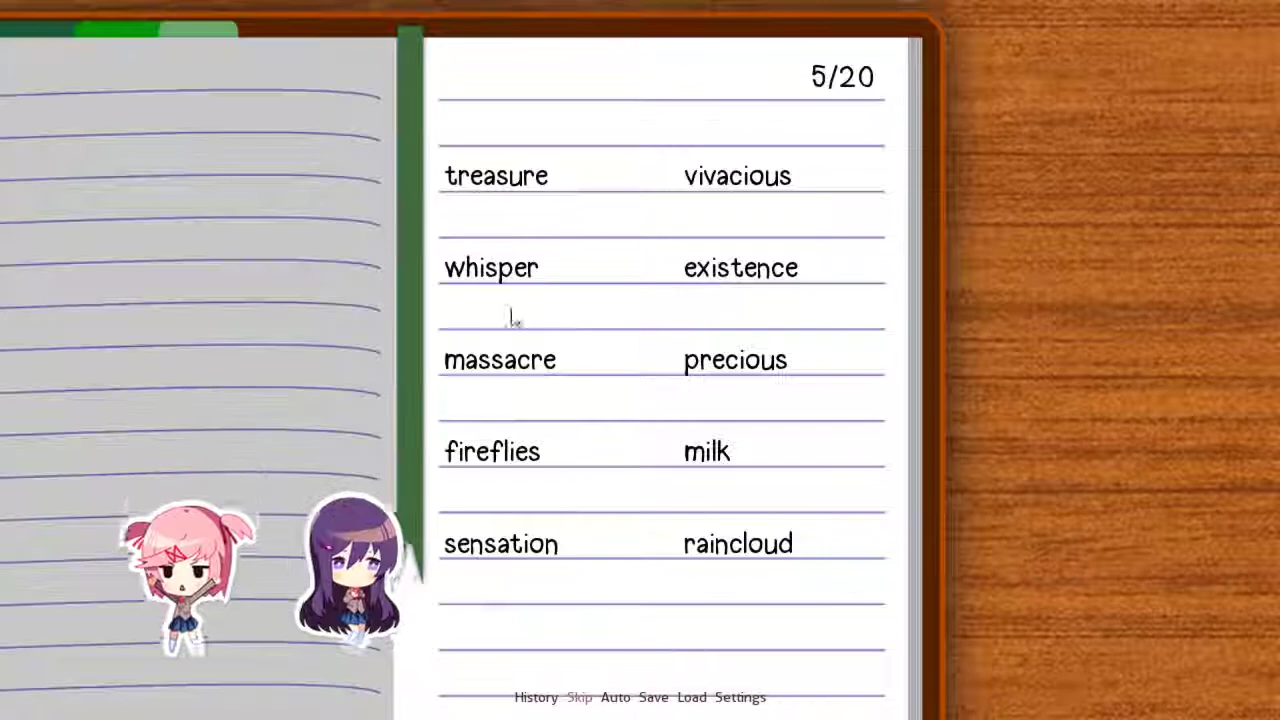 5/20
treasure vivacious
whisper existence
massacre precious
fireflies milk
sensation raincloud
History Skip Auto Save Load Settings